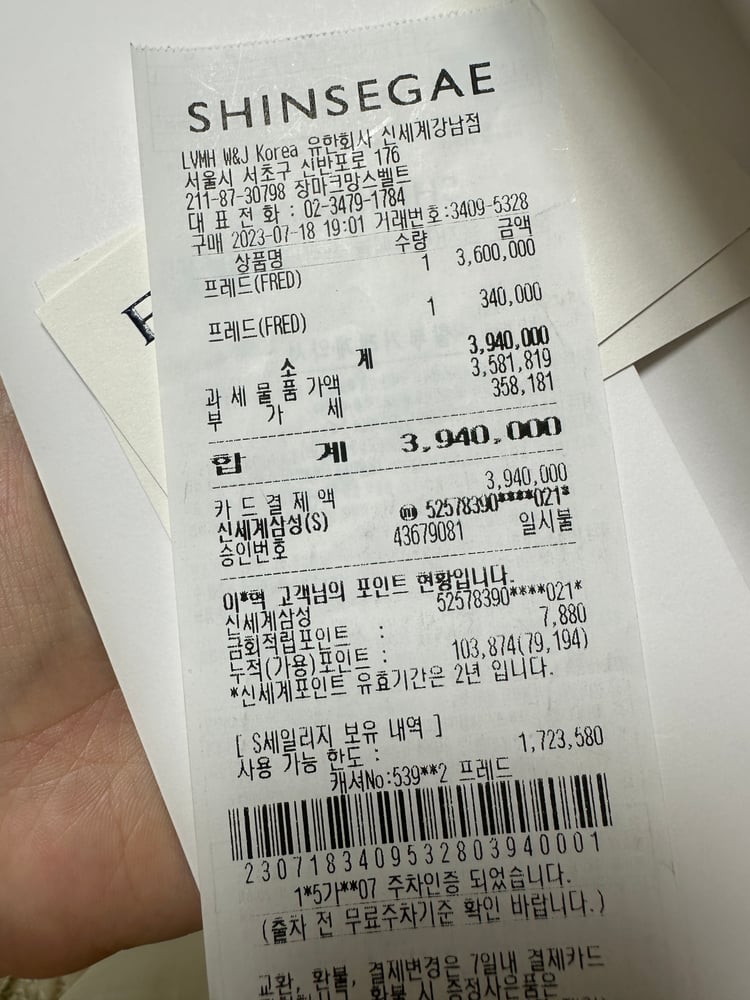 SHINSEGAE
LVMH W&J Korea 유한회사 신세계강남점
서울시 서초구 신반포로 176
211-87-30798 장마크망스벨트
대 표 전 화 : 02-3479-1784
구매 2023-07-18 19:01 거래번호:3409-5328
상품명 수량 금액
프레드(FRED) 1 3,600,000
프레드(FRED) 1 340,000
소 계 3,940,000
과 세 물 품 가액 3,581,819
부 가 세 358,181
합 계 3,940,000
카 드 결 제 액 3,940,000
신세계삼성(S) ⓜ 52578390****021*
승인번호 43679081 일시불
이*혁 고객님의 포인트 현황입니다.
신세계삼성 52578390****021*
금회적립포인트 : 7,880
누적(가용)포인트 : 103,874(79,194)
*신세계포인트 유효기간은 2년 입니다.
[ S세일리지 보유 내역 ]
사용 가능 한도 : 1,723,580
캐셔No:539**2 프레드
2307183409532803940001
1*5가**07 주차인증 되었습니다.
(출차 전 무료주차기준 확인 바랍니다.)
교환, 환불, 결제변경은 7일내 결제카드
환불 시 증정사은품은